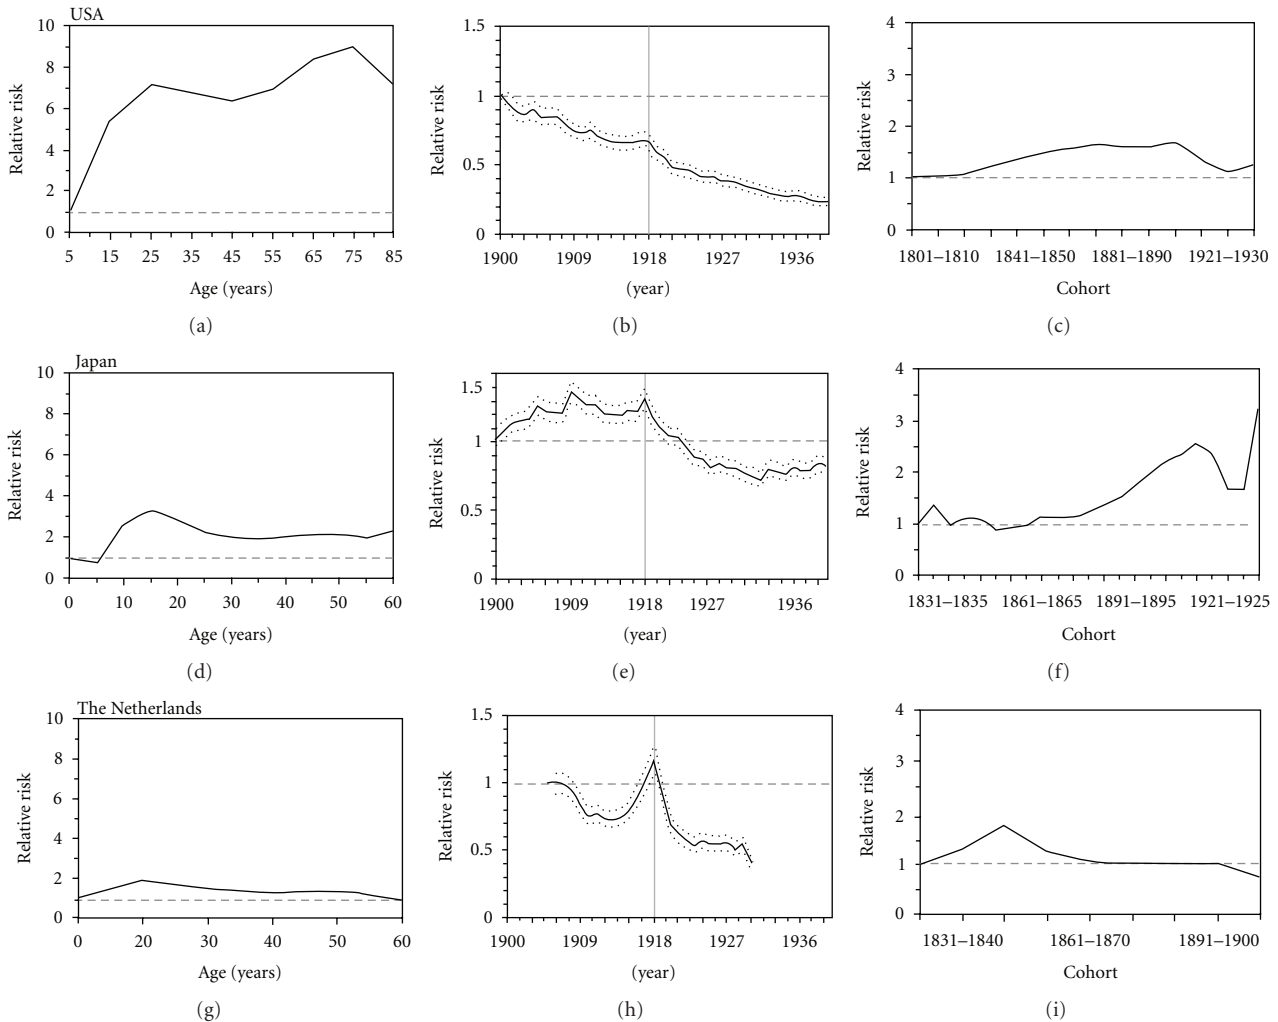 USA
10
8
6
4
2
0
Relative risk
5 15 25 35 45 55 65 75 85
Age (years)
(a)
1.5
1
0.5
0
Relative risk
1900 1909 1918 1927 1936
(year)
(b)
4
3
2
1
0
Relative risk
1801–1810 1841–1850 1881–1890 1921–1930
Cohort
(c)
Japan
10
8
6
4
2
0
Relative risk
0 10 20 30 40 50 60
Age (years)
(d)
1.5
1
0.5
0
Relative risk
1900 1909 1918 1927 1936
(year)
(e)
4
3
2
1
0
Relative risk
1831–1835 1861–1865 1891–1895 1921–1925
Cohort
(f)
The Netherlands
10
8
6
4
2
0
Relative risk
0 20 30 40 50 60
Age (years)
(g)
1.5
1
0.5
0
Relative risk
1900 1909 1918 1927 1936
(year)
(h)
4
3
2
1
0
Relative risk
1831–1840 1861–1870 1891–1900
Cohort
(i)